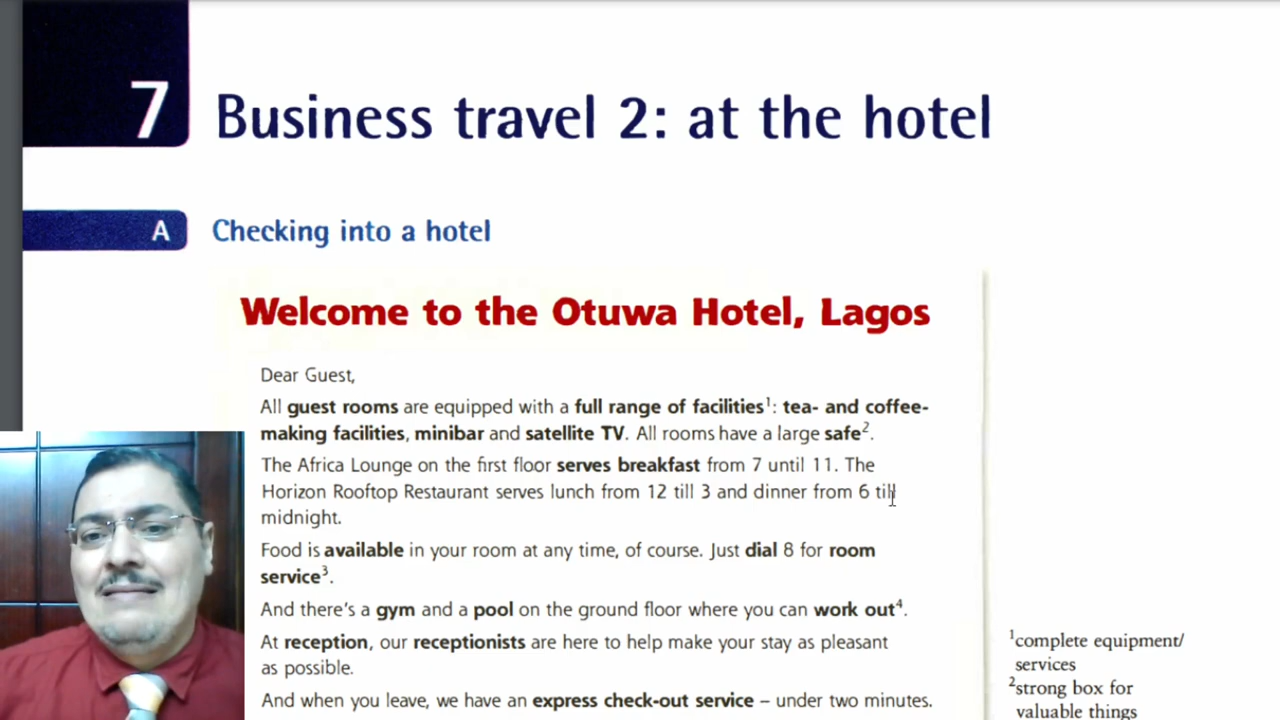 7
Business travel 2: at the hotel
A
Checking into a hotel
Welcome to the Otuwa Hotel, Lagos
Dear Guest,
All guest rooms are equipped with a full range of facilities¹: tea- and coffee-
making facilities, minibar and satellite TV. All rooms have a large safe².
The Africa Lounge on the first floor serves breakfast from 7 until 11. The
Horizon Rooftop Restaurant serves lunch from 12 till 3 and dinner from 6 till
midnight.
Food is available in your room at any time, of course. Just dial 8 for room
service³.
And there's a gym and a pool on the ground floor where you can work out⁴.
At reception, our receptionists are here to help make your stay as pleasant
as possible.
And when you leave, we have an express check-out service – under two minutes.
¹complete equipment/
services
²strong box for
valuable things